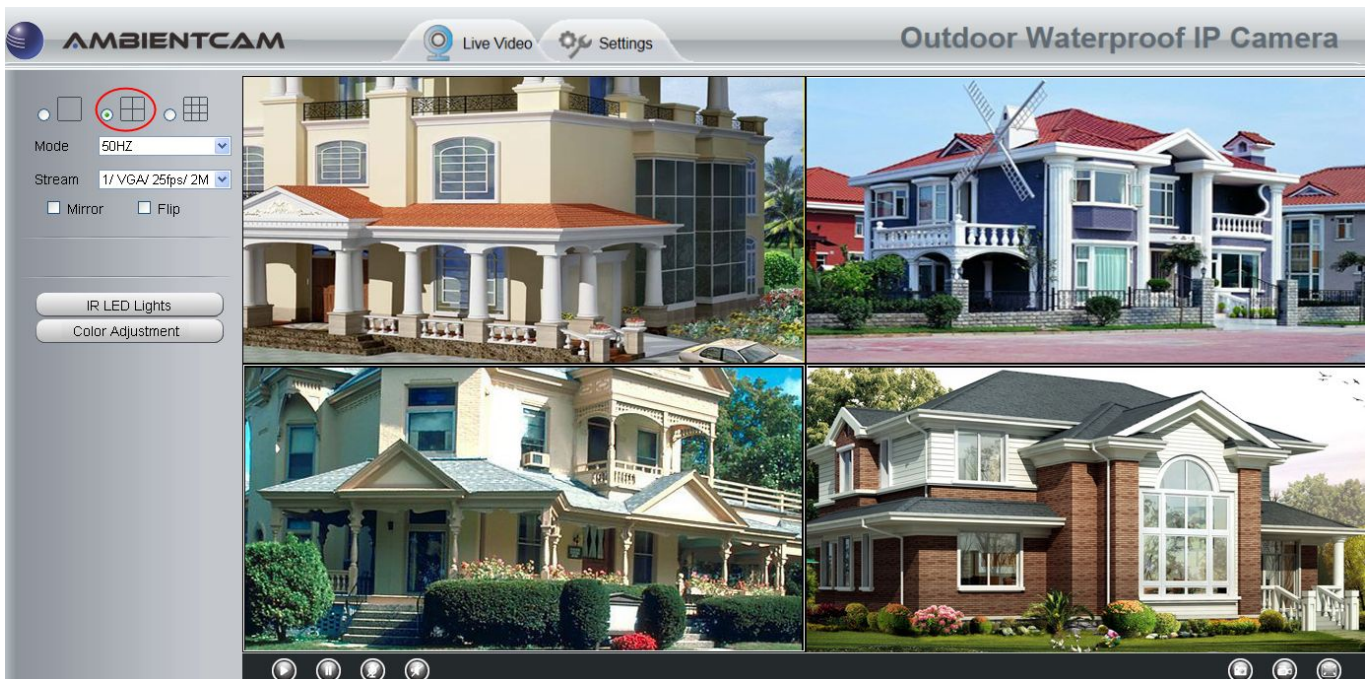 AMBIENTCAM
Live Video
Settings
Outdoor Waterproof IP Camera
Mode
50HZ
Stream
1/ VGA/ 25fps/ 2M
Mirror
Flip
IR LED Lights
Color Adjustment